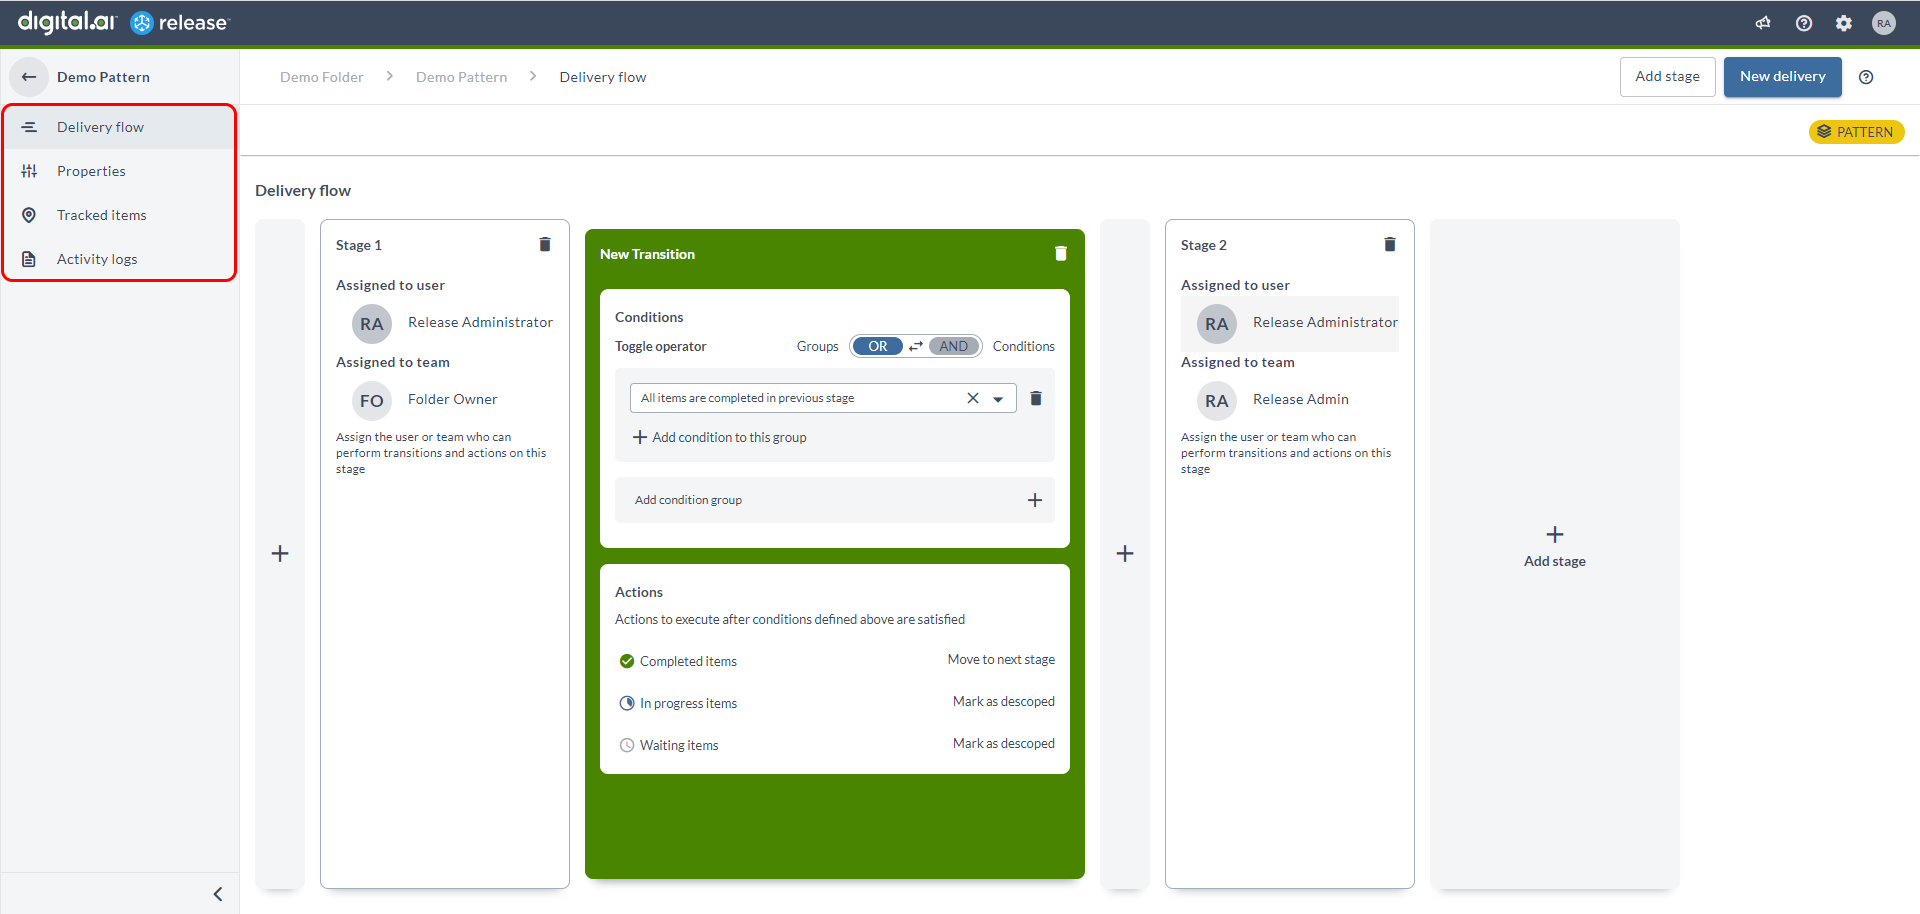 digital.ai release
RA
Demo Pattern
Demo Folder
Demo Pattern
Delivery flow
Add stage
New delivery
Delivery flow
Properties
Tracked items
Activity logs
PATTERN
Delivery flow
Stage 1
Assigned to user
RA
Release Administrator
Assigned to team
FO
Folder Owner
Assign the user or team who can
perform transitions and actions on this
stage
New Transition
Conditions
Toggle operator
Groups
OR
AND
Conditions
All items are completed in previous stage
Add condition to this group
Add condition group
Actions
Actions to execute after conditions defined above are satisfied
Completed items
Move to next stage
In progress items
Mark as descoped
Waiting items
Mark as descoped
Stage 2
Assigned to user
RA
Release Administrator
Assigned to team
RA
Release Admin
Assign the user or team who can
perform transitions and actions on this
stage
Add stage